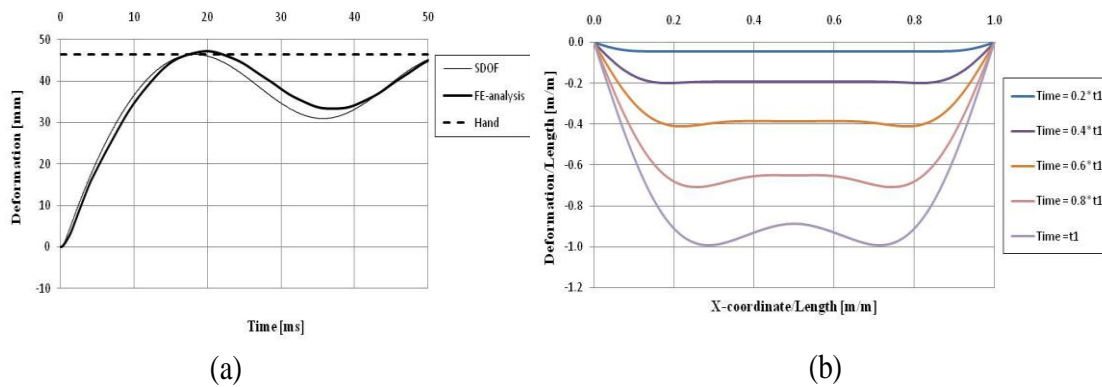 0 10 20 30 40 50
50
40
30
20
10
0
-10
Deformation [mm]
Time [ms]
SDOF
FE-analysis
Hand
(a)
0.0 0.2 0.4 0.6 0.8 1.0
0.0
-0.2
-0.4
-0.6
-0.8
-1.0
-1.2
Deformation/Length [m/m]
X-coordinate/Length [m/m]
Time = 0.2* t1
Time = 0.4* t1
Time = 0.6* t1
Time = 0.8* t1
Time =t1
(b)